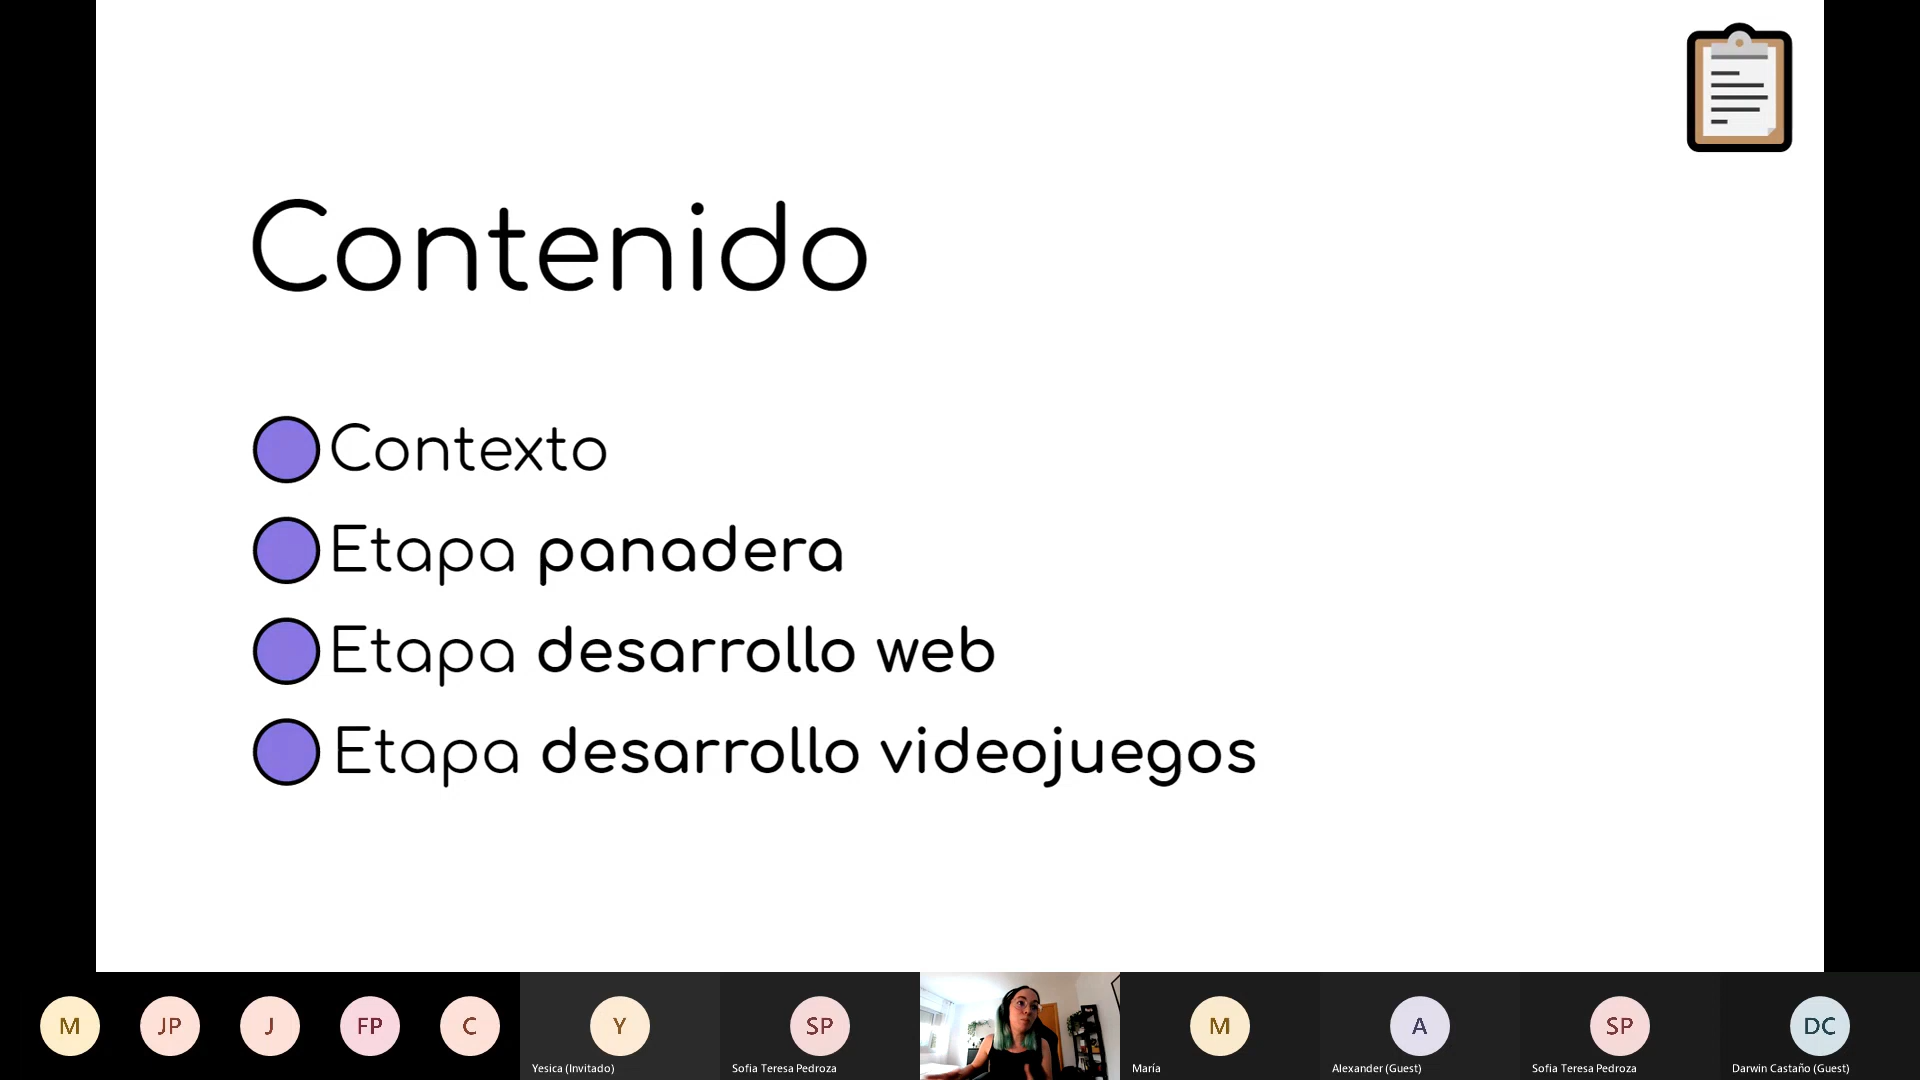 Contenido
Contexto
Etapa panadera
Etapa desarrollo web
Etapa desarrollo videojuegos
M
JP
J
FP
C
Y
SP
M
A
SP
DC
Yesica (Invitado)
Sofia Teresa Pedroza
María
Alexander (Guest)
Sofia Teresa Pedroza
Darwin Castaño (Guest)